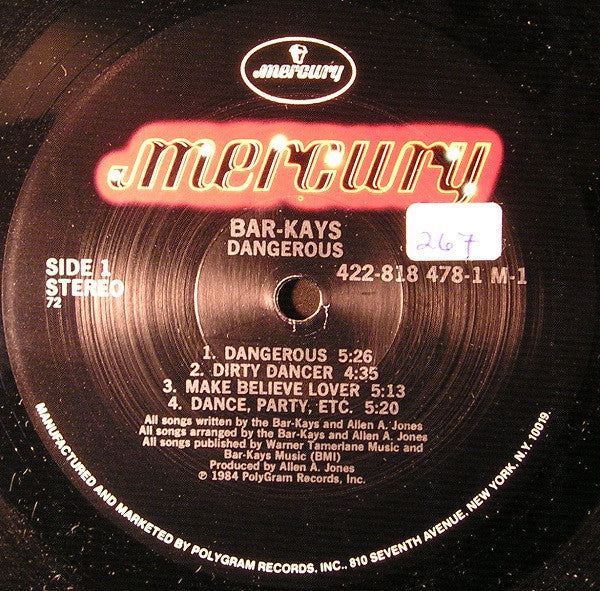 mercury
mercury
BAR-KAYS
DANGEROUS
267
SIDE 1
STEREO
72
422-818 478-1 M-1
1. DANGEROUS 5:26
2. DIRTY DANCER 4:35
3. MAKE BELIEVE LOVER 5:13
4. DANCE, PARTY, ETC. 5:20
All songs written by the Bar-Kays and Allen A. Jones
All songs arranged by the Bar-Kays and Allen A. Jones
All songs published by Warner Tamerlane Music and
Bar-Kays Music (BMI)
Produced by Allen A. Jones
℗ 1984 PolyGram Records, Inc.
MANUFACTURED AND MARKETED BY POLYGRAM RECORDS, INC., 810 SEVENTH AVENUE, NEW YORK, N.Y. 10019.